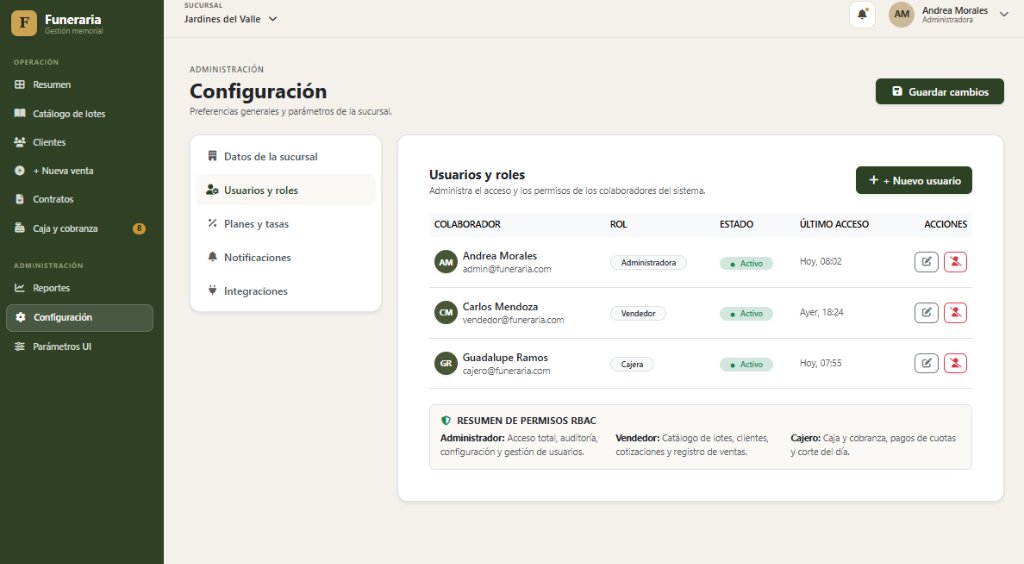 F
Funeraria
Gestión memorial
OPERACIÓN
Resumen
Catálogo de lotes
Clientes
+ Nueva venta
Contratos
Caja y cobranza
8
ADMINISTRACIÓN
Reportes
Configuración
Parámetros UI
SUCURSAL
Jardines del Valle
AM
Andrea Morales
Administradora
ADMINISTRACIÓN
Configuración
Preferencias generales y parámetros de la sucursal.
Guardar cambios
Datos de la sucursal
Usuarios y roles
Planes y tasas
Notificaciones
Integraciones
Usuarios y roles
Administra el acceso y los permisos de los colaboradores del sistema.
+ Nuevo usuario
COLABORADOR ROL ESTADO ÚLTIMO ACCESO ACCIONES
AM
Andrea Morales
admin@funeraria.com
Administradora
Activo
Hoy, 08:02
CM
Carlos Mendoza
vendedor@funeraria.com
Vendedor
Activo
Ayer, 18:24
GR
Guadalupe Ramos
cajero@funeraria.com
Cajera
Activo
Hoy, 07:55
RESUMEN DE PERMISOS RBAC
Administrador: Acceso total, auditoría,
configuración y gestión de usuarios.
Vendedor: Catálogo de lotes, clientes,
cotizaciones y registro de ventas.
Cajero: Caja y cobranza, pagos de cuotas
y corte del día.